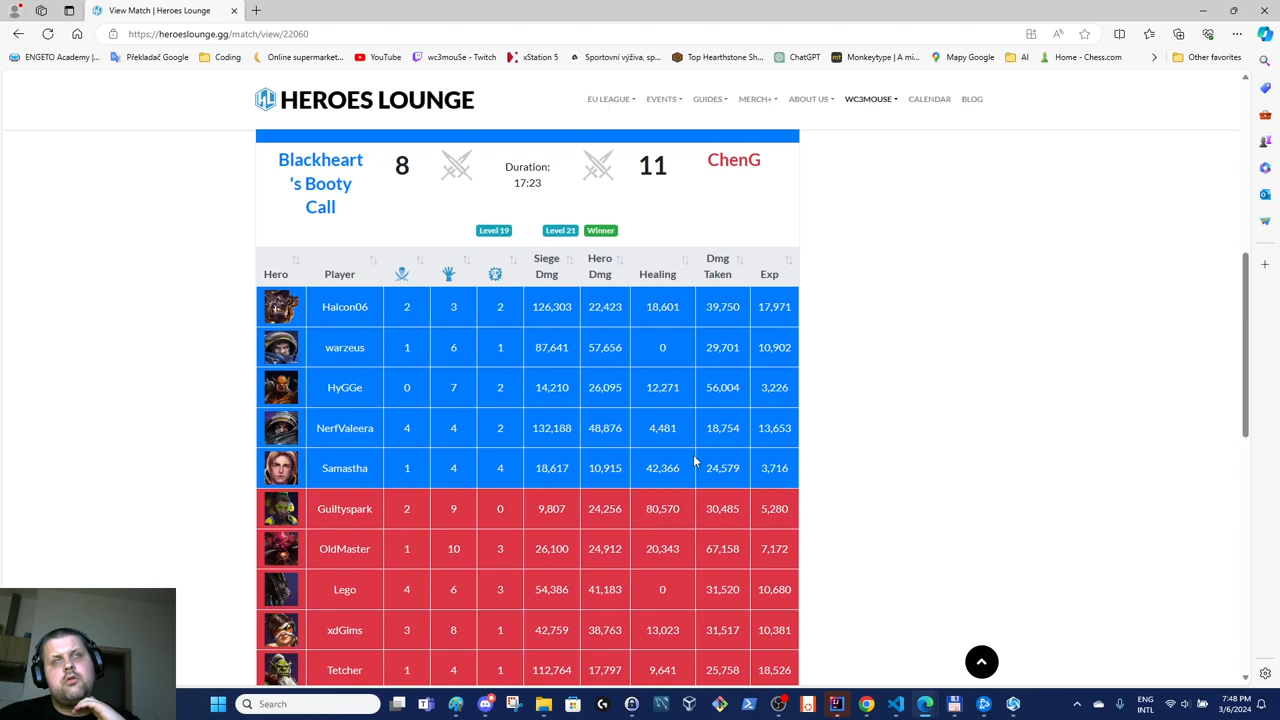 View Match | Heroes Lounge
https://heroeslounge.gg/match/view/22060
ENGETO Academy |...
Překladač Google
Coding
Online supermarket...
YouTube
wc3mouSe - Twitch
xStation 5
Sportovní výživa, sp...
Top Hearthstone Sh...
ChatGPT
Monkeytype | A mi...
Mapy Google
AI
Home - Chess.com
Other favorites
HEROES LOUNGE
EU LEAGUE
EVENTS
GUIDES
MERCH+
ABOUT US
WC3MOUSE
CALENDAR
BLOG
Blackheart
's Booty
Call
8
Duration:
17:23
11
ChenG
Level 19
Level 21 Winner
Hero Player Siege Dmg Hero Dmg Healing Dmg Taken Exp
Halcon06 2 3 2 126,303 22,423 18,601 39,750 17,971
warzeus 1 6 1 87,641 57,656 0 29,701 10,902
HyGGe 0 7 2 14,210 26,095 12,271 56,004 3,226
NerfValeera 4 4 2 132,188 48,876 4,481 18,754 13,653
Samastha 1 4 4 18,617 10,915 42,366 24,579 3,716
Guiltyspark 2 9 0 9,807 24,256 80,570 30,485 5,280
OldMaster 1 10 3 26,100 24,912 20,343 67,158 7,172
Lego 4 6 3 54,386 41,183 0 31,520 10,680
xdGims 3 8 1 42,759 38,763 13,023 31,517 10,381
Tetcher 1 4 1 112,764 17,797 9,641 25,758 18,526
Search
ENG
INTL
7:48 PM
3/6/2024